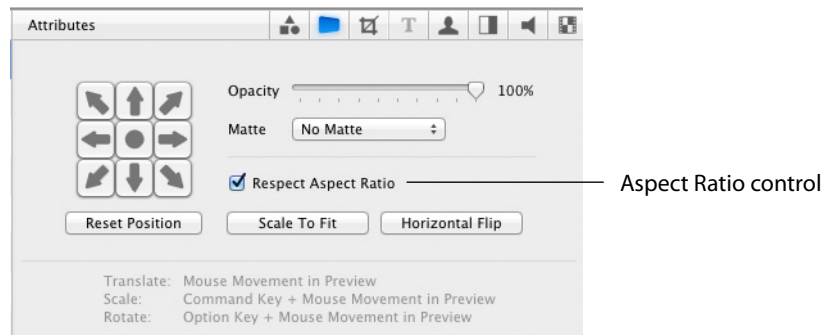 Attributes
T
Opacity 100%
Matte No Matte
Respect Aspect Ratio
Aspect Ratio control
Reset Position Scale To Fit Horizontal Flip
Translate: Mouse Movement in Preview
Scale: Command Key + Mouse Movement in Preview
Rotate: Option Key + Mouse Movement in Preview